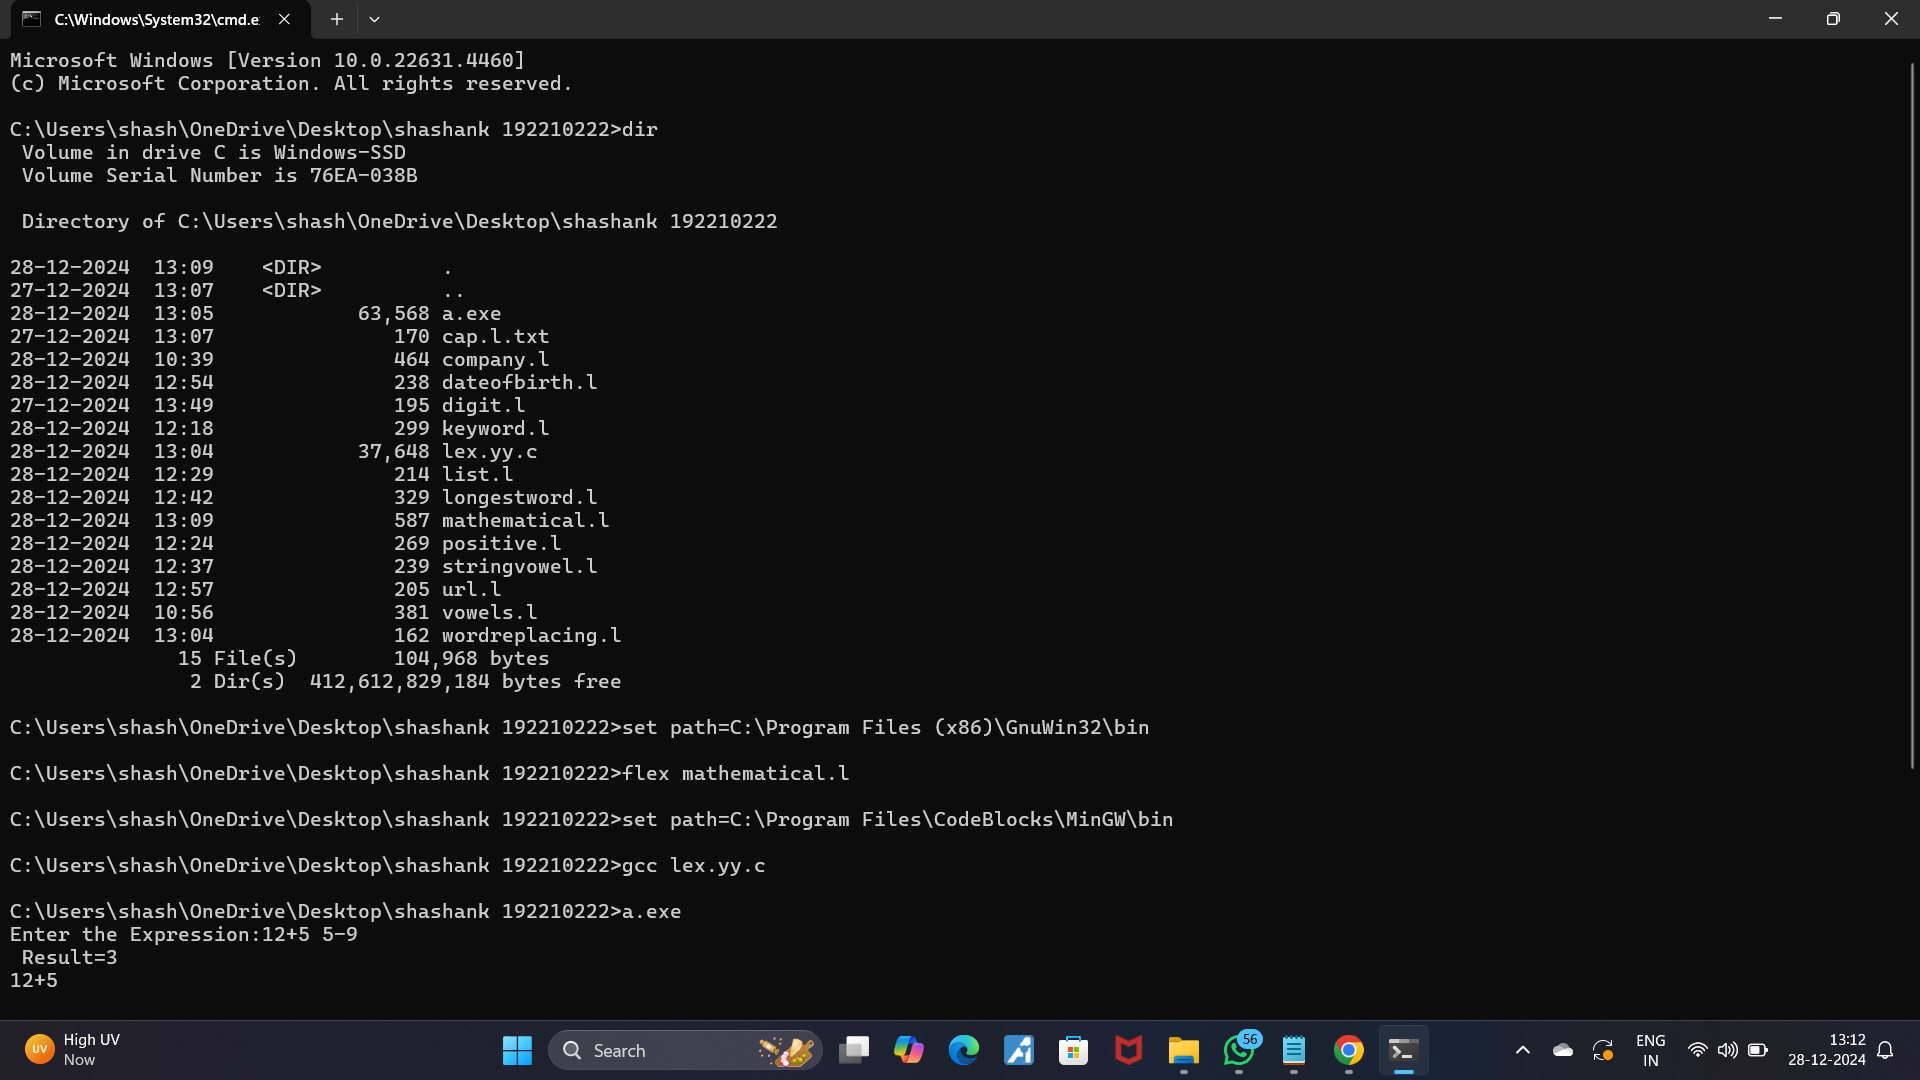 C:\Windows\System32\cmd.e
Microsoft Windows [Version 10.0.22631.4460]
(c) Microsoft Corporation. All rights reserved.
C:\Users\shash\OneDrive\Desktop\shashank 192210222>dir
 Volume in drive C is Windows-SSD
 Volume Serial Number is 76EA-038B
 Directory of C:\Users\shash\OneDrive\Desktop\shashank 192210222
28-12-2024  13:09    <DIR>          .
27-12-2024  13:07    <DIR>          ..
28-12-2024  13:05            63,568 a.exe
27-12-2024  13:07               170 cap.l.txt
28-12-2024  10:39               464 company.l
28-12-2024  12:54               238 dateofbirth.l
27-12-2024  13:49               195 digit.l
28-12-2024  12:18               299 keyword.l
28-12-2024  13:04            37,648 lex.yy.c
28-12-2024  12:29               214 list.l
28-12-2024  12:42               329 longestword.l
28-12-2024  13:09               587 mathematical.l
28-12-2024  12:24               269 positive.l
28-12-2024  12:37               239 stringvowel.l
28-12-2024  12:57               205 url.l
28-12-2024  10:56               381 vowels.l
28-12-2024  13:04               162 wordreplacing.l
              15 File(s)        104,968 bytes
               2 Dir(s)  412,612,829,184 bytes free
C:\Users\shash\OneDrive\Desktop\shashank 192210222>set path=C:\Program Files (x86)\GnuWin32\bin
C:\Users\shash\OneDrive\Desktop\shashank 192210222>flex mathematical.l
C:\Users\shash\OneDrive\Desktop\shashank 192210222>set path=C:\Program Files\CodeBlocks\MinGW\bin
C:\Users\shash\OneDrive\Desktop\shashank 192210222>gcc lex.yy.c
C:\Users\shash\OneDrive\Desktop\shashank 192210222>a.exe
Enter the Expression:12+5 5-9
 Result=3
12+5
UV
High UV
Now
Search
56
ENG
IN
13:12
28-12-2024